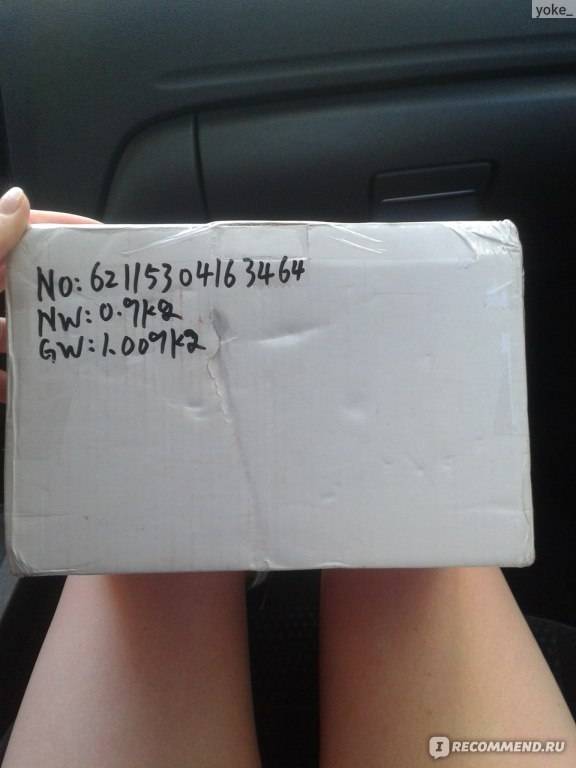 yoke_
No: 62115304163464
NW: 0.9kg
GW: 1.009kg
I RECOMMEND.RU